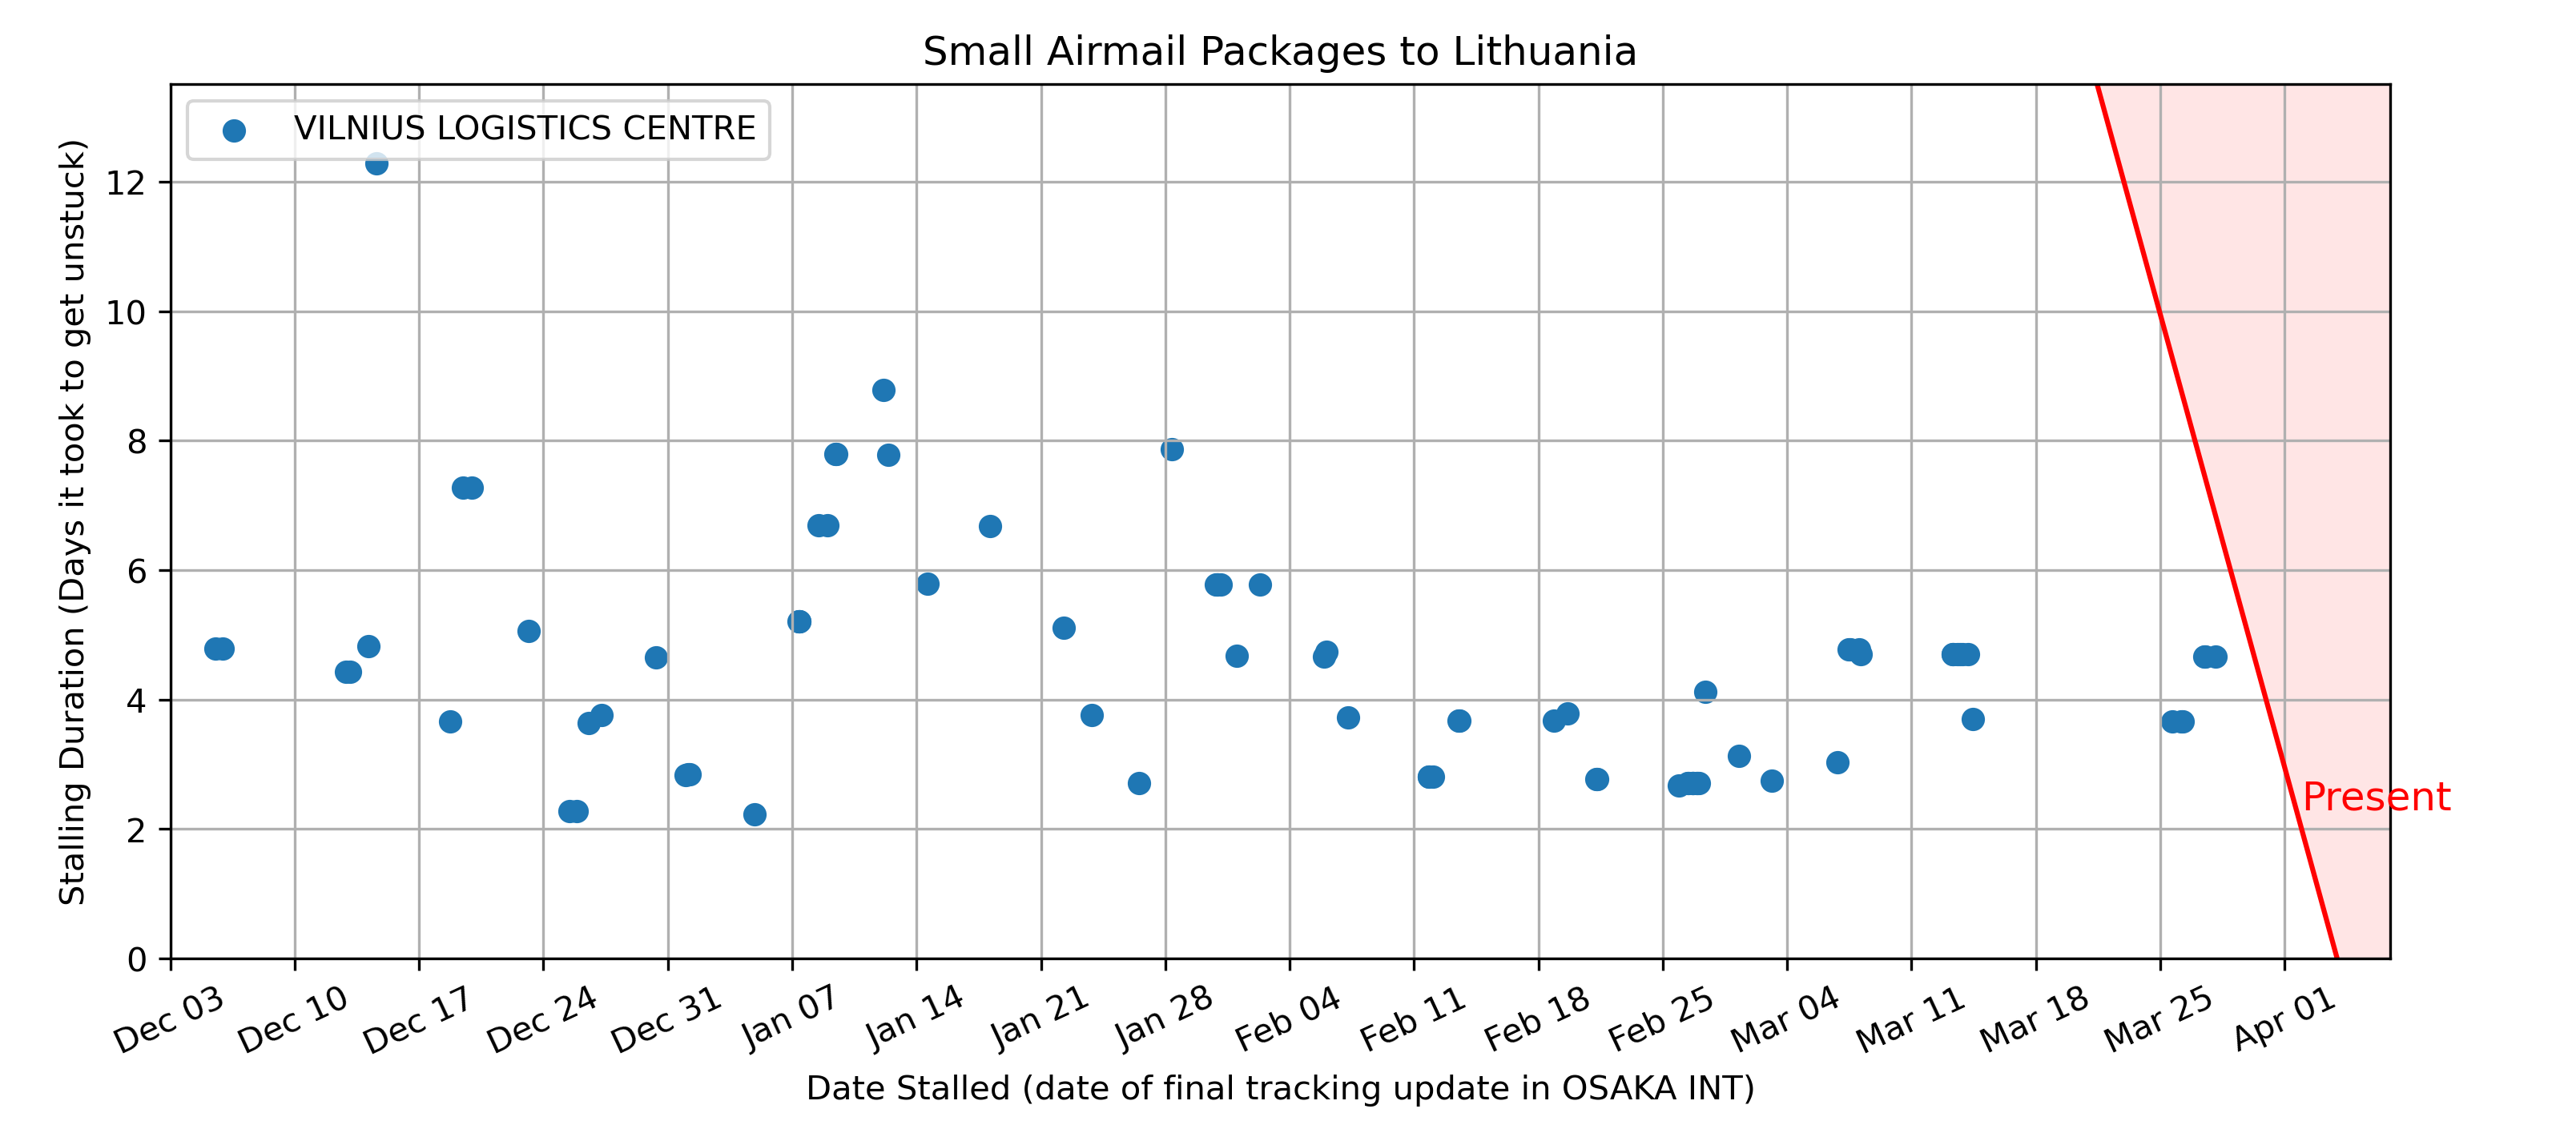 Small Airmail Packages to Lithuania
VILNIUS LOGISTICS CENTRE
Stalling Duration (Days it took to get unstuck)
12
10
8
6
4
2
0
Present
Dec 03
Dec 10
Dec 17
Dec 24
Dec 31
Jan 07
Jan 14
Jan 21
Jan 28
Feb 04
Feb 11
Feb 18
Feb 25
Mar 04
Mar 11
Mar 18
Mar 25
Apr 01
Date Stalled (date of final tracking update in OSAKA INT)